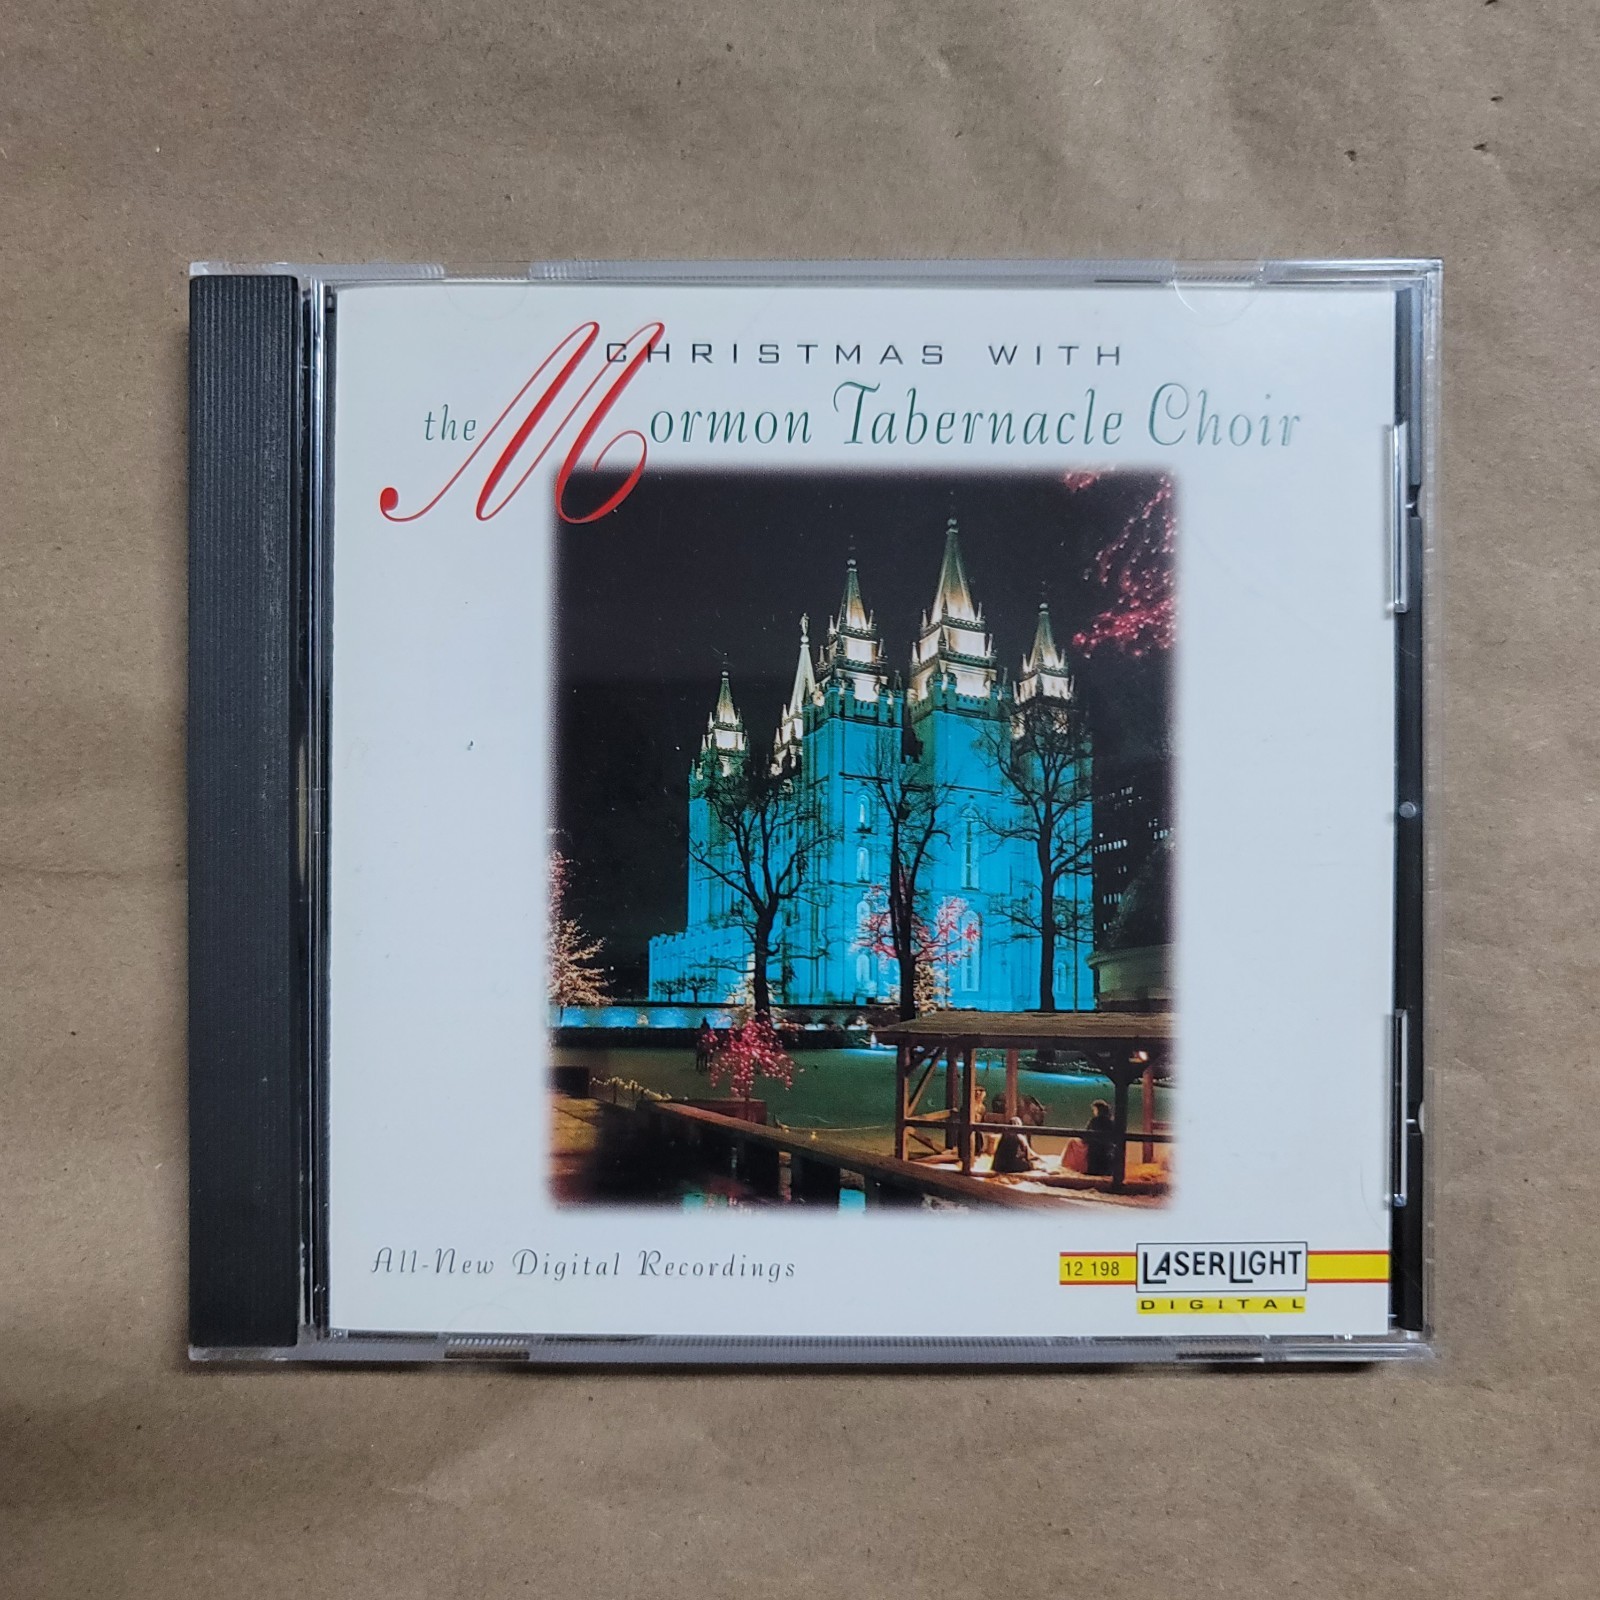 CHRISTMAS WITH
the Mormon Tabernacle Choir
All-New Digital Recordings
12 198 LASERLIGHT
DIGITAL